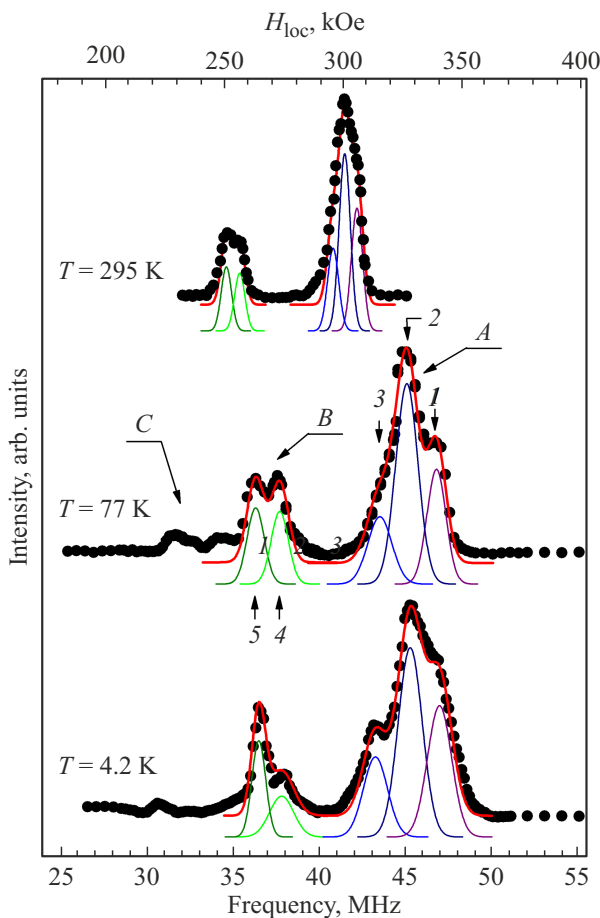 H_loc, kOe
200 250 300 350 400
T = 295 K
2
A
3 1
C B
T = 77 K
1 2 3
5 4
T = 4.2 K
Intensity, arb. units
25 30 35 40 45 50 55
Frequency, MHz